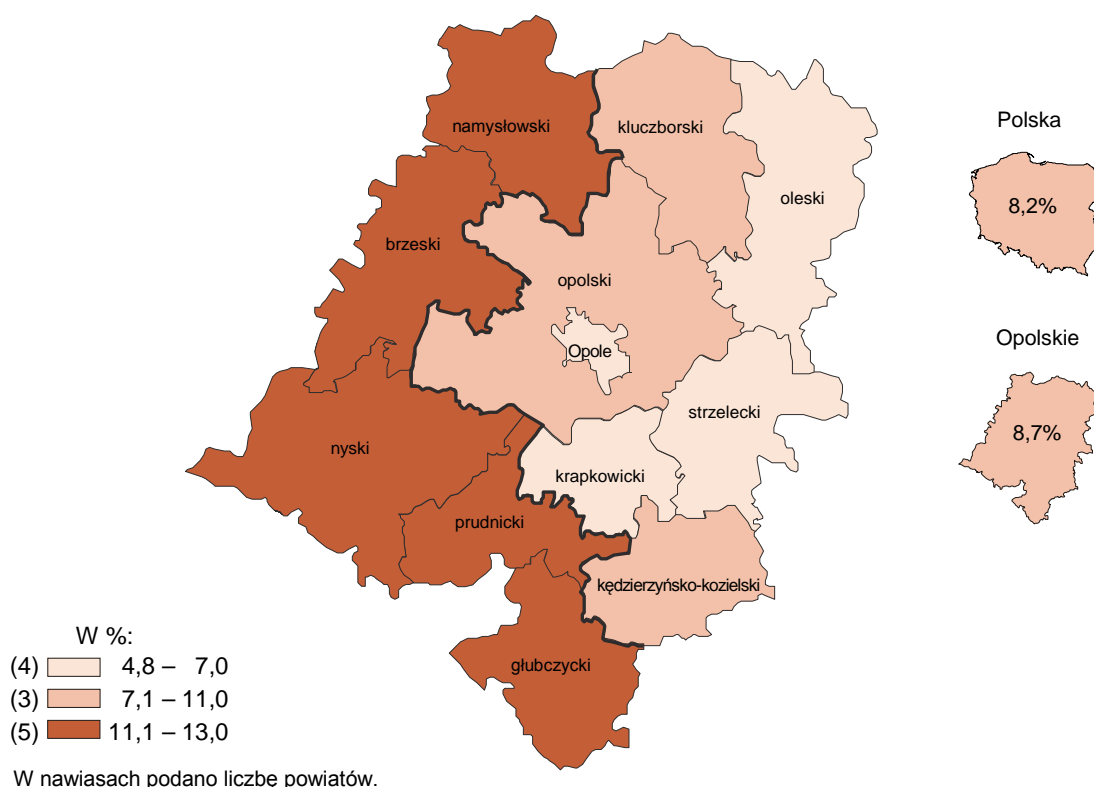 namysłowski
kluczborski
oleski
brzeski
opolski
Opole
strzelecki
nyski
krapkowicki
prudnicki
kędzierzyńsko-kozielski
głubczycki
Polska
8,2%
Opolskie
8,7%
W %:
(4) 4,8 – 7,0
(3) 7,1 – 11,0
(5) 11,1 – 13,0
W nawiasach podano liczbę powiatów.